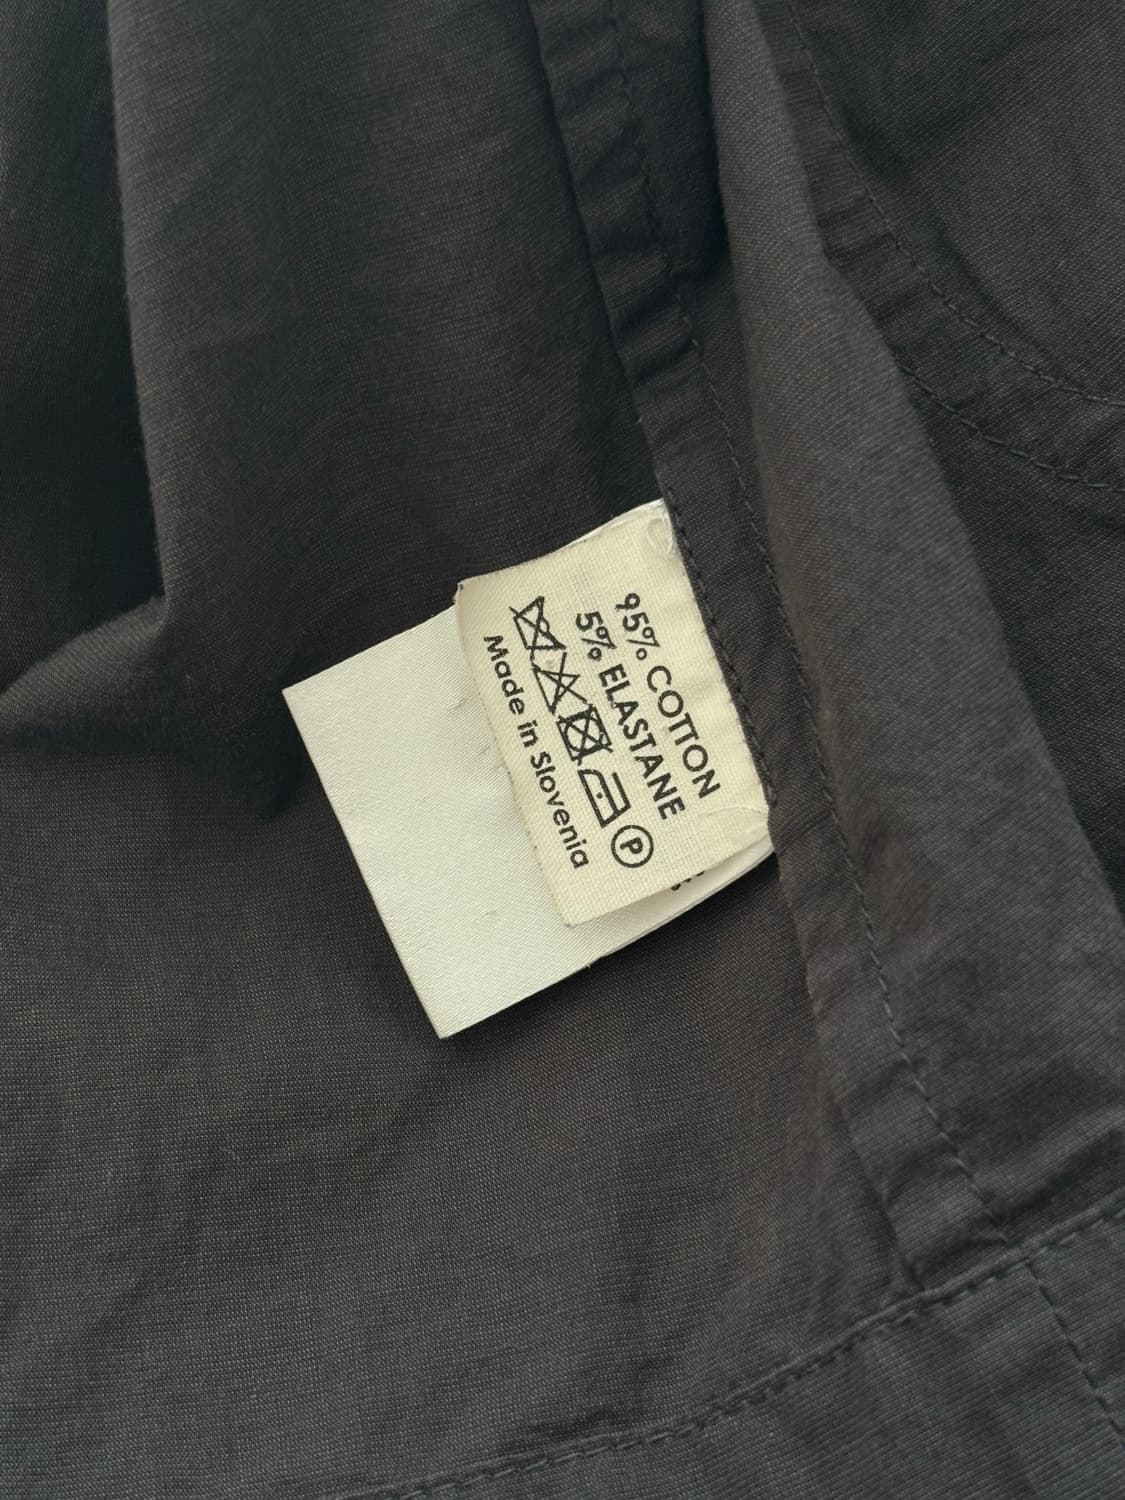 95% COTTON
5% ELASTANE
P
Made in Slovenia